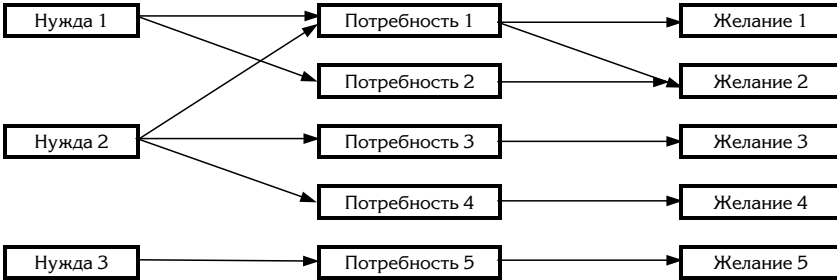 Нужда 1
Потребность 1
Желание 1
Потребность 2
Желание 2
Нужда 2
Потребность 3
Желание 3
Потребность 4
Желание 4
Нужда 3
Потребность 5
Желание 5